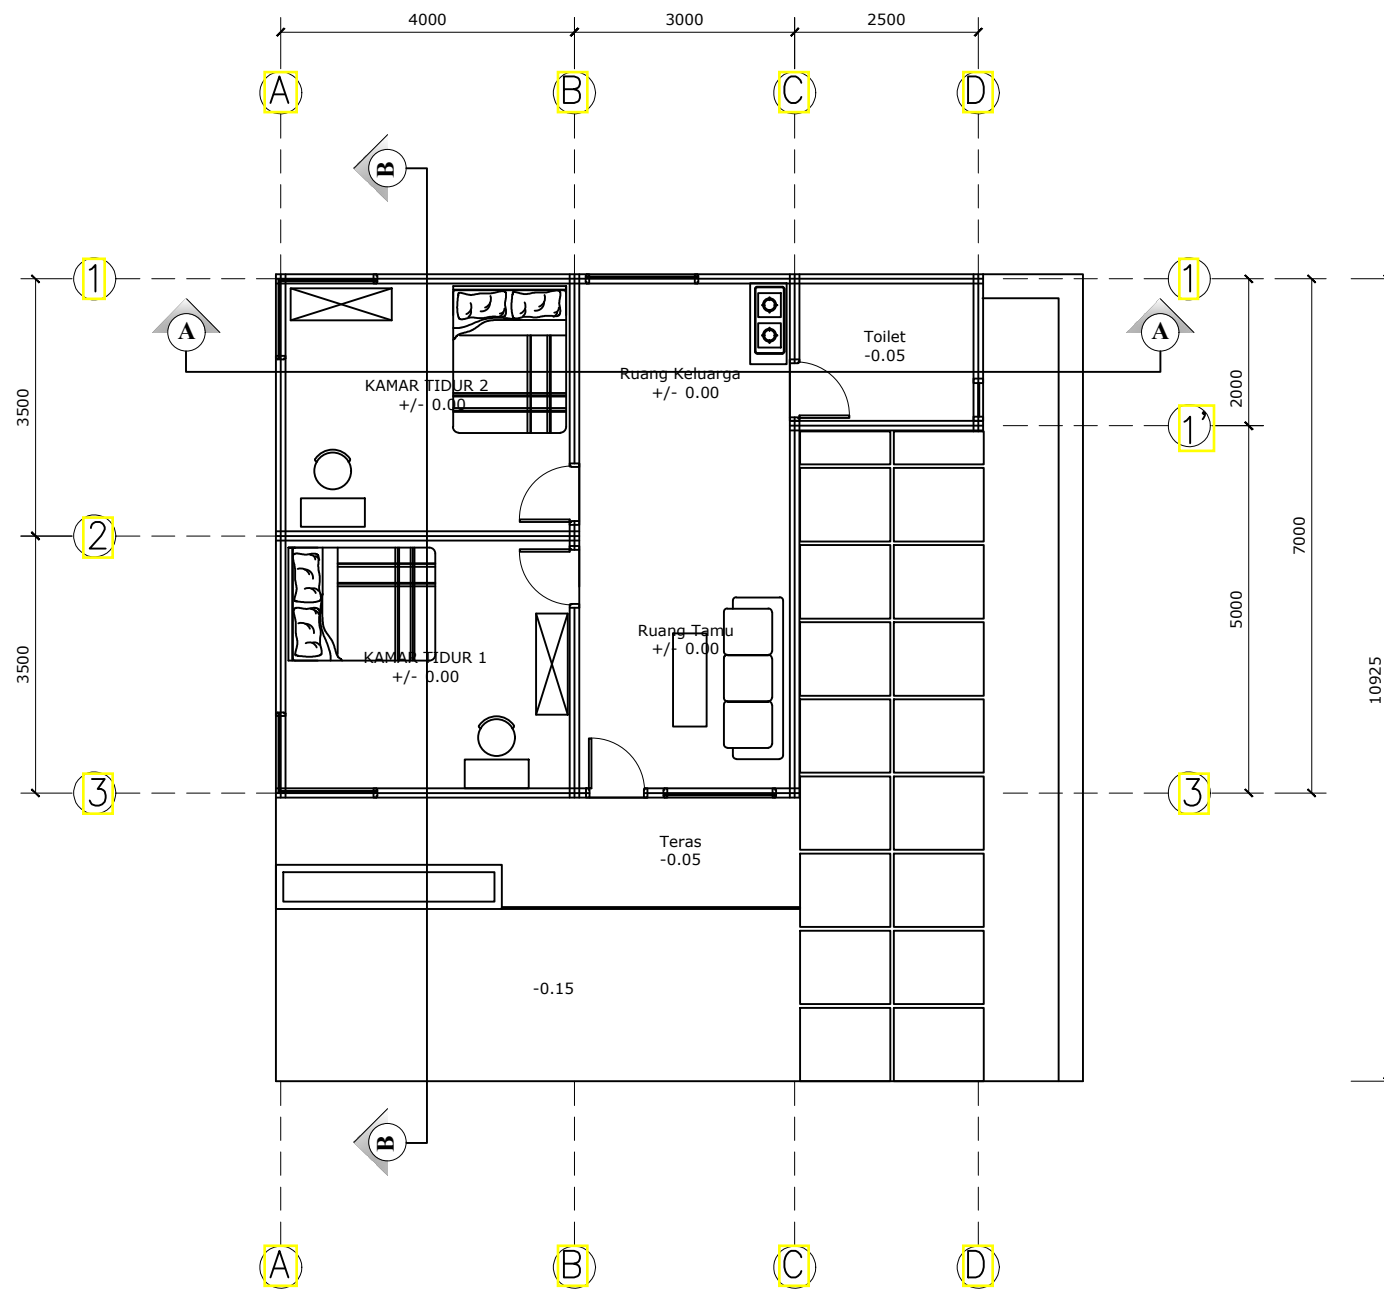 4000 3000 2500
A B C D
B
1 1
A A
Toilet
-0.05
Ruang Keluarga
+/- 0.00
KAMAR TIDUR 2
+/- 0.00
3500
2000
1'
2
7000
5000
Ruang Tamu
+/- 0.00
KAMAR TIDUR 1
+/- 0.00
3500
10925
3 3
Teras
-0.05
-0.15
B
A B C D